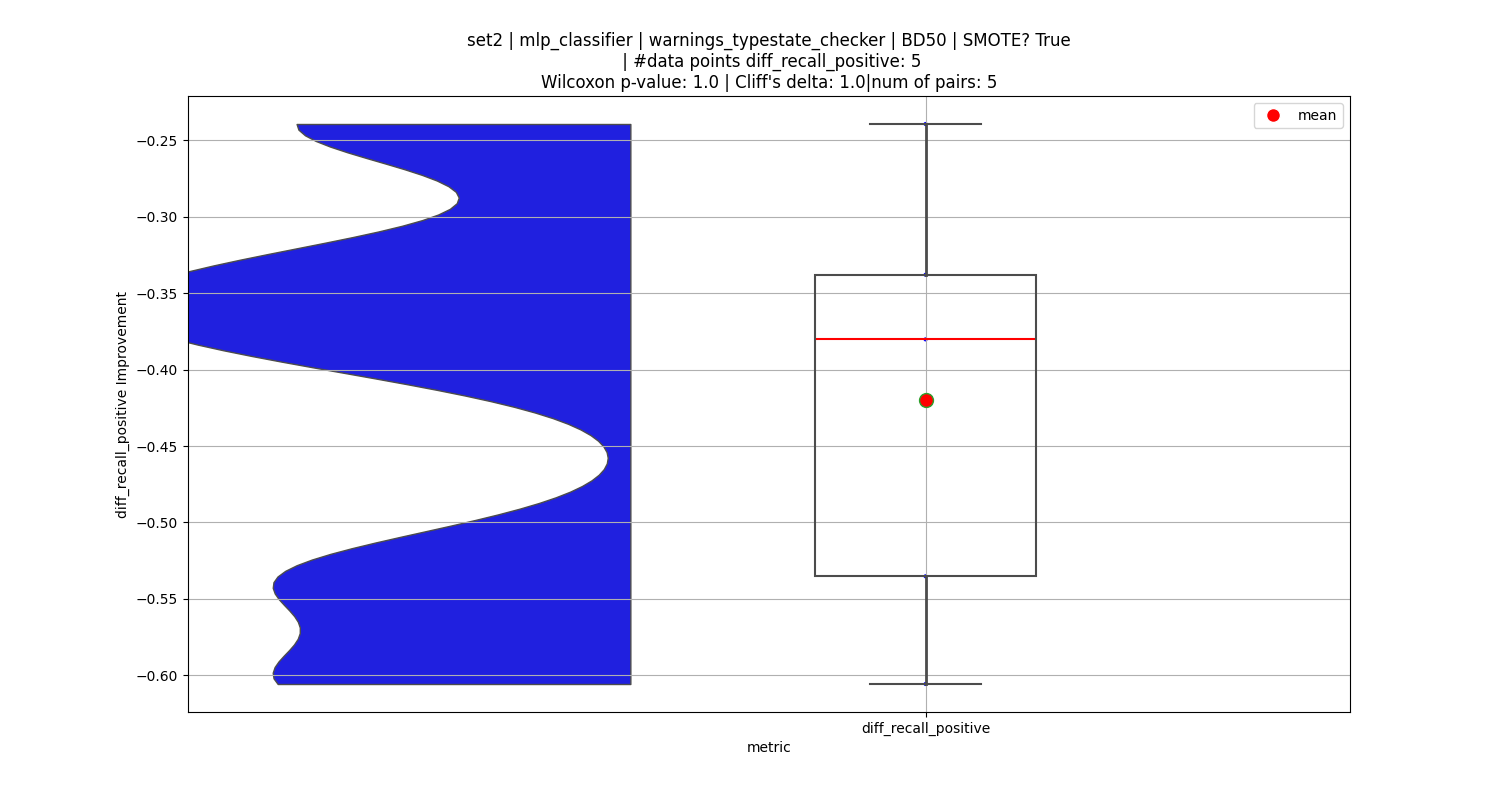 set2 | mlp_classifier | warnings_typestate_checker | BD50 | SMOTE? True
| #data points diff_recall_positive: 5
Wilcoxon p-value: 1.0 | Cliff's delta: 1.0|num of pairs: 5
mean
−0.25
−0.30
−0.35
−0.40
−0.45
−0.50
−0.55
−0.60
diff_recall_positive Improvement
diff_recall_positive
metric